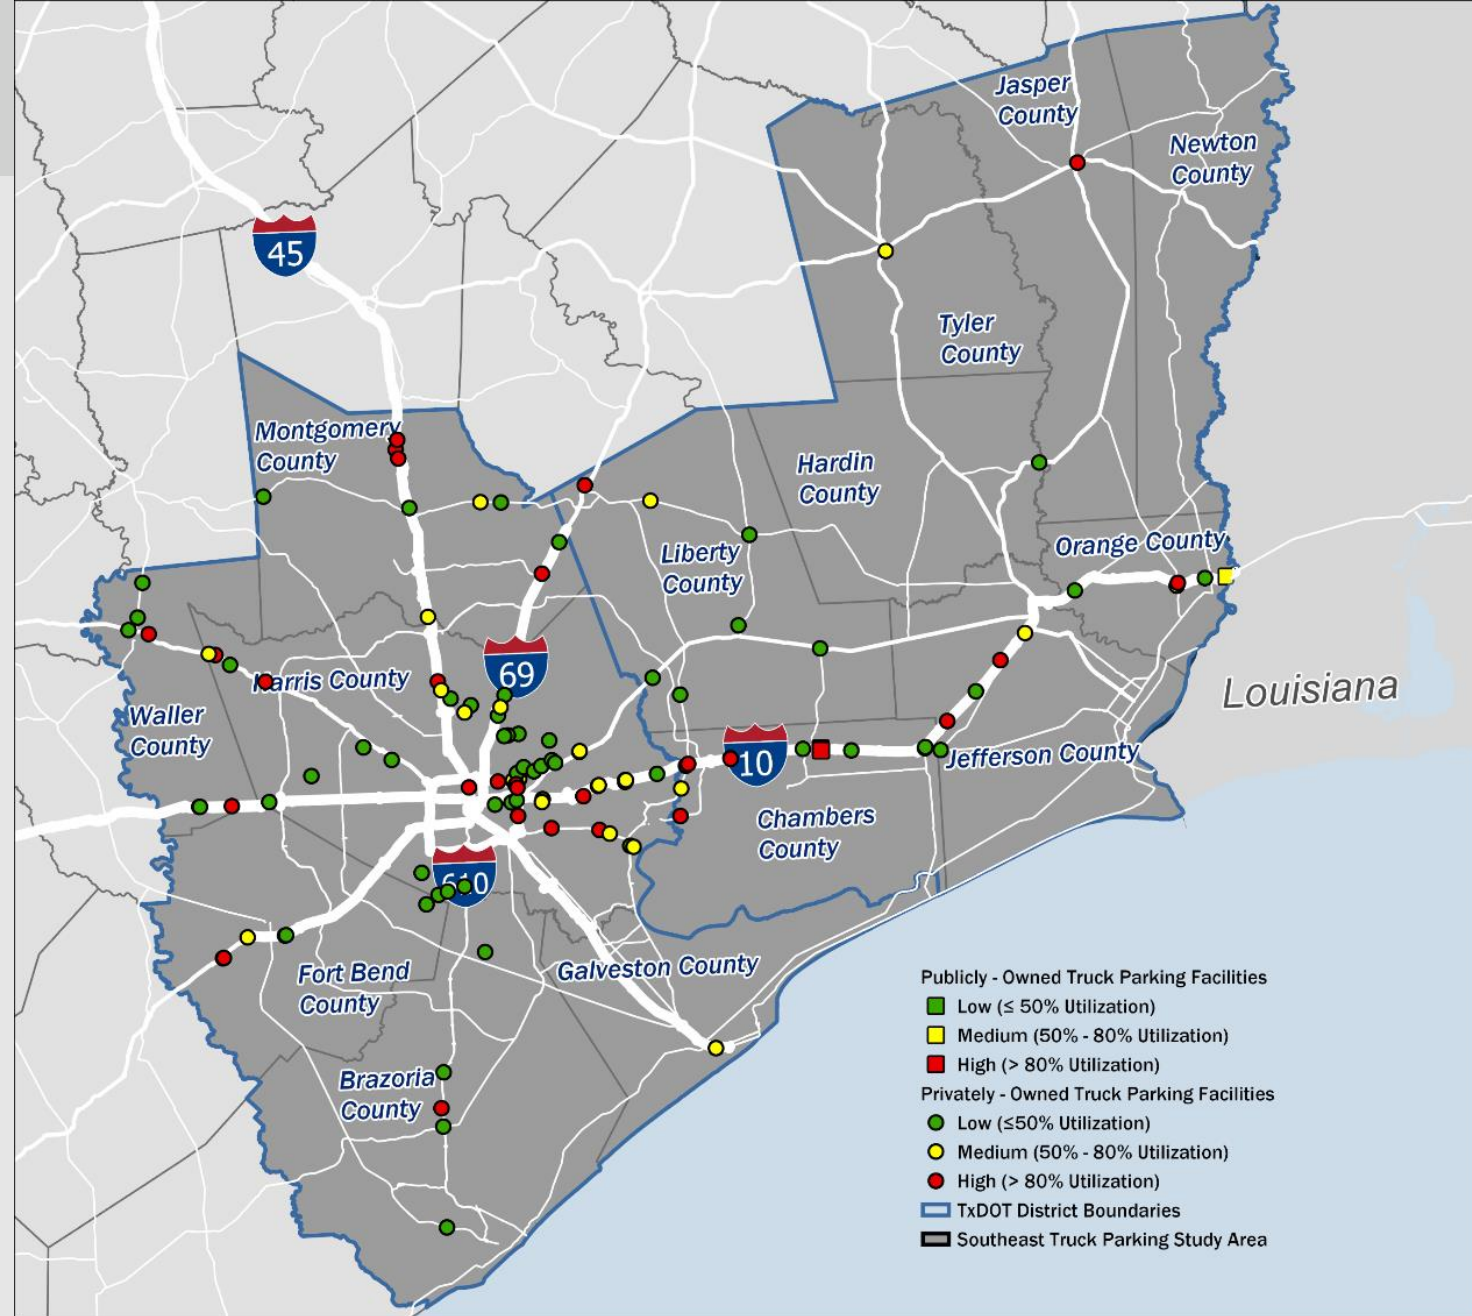 Jasper
County
Newton
County
45
Tyler
County
Montgomery
County
Hardin
County
Orange County
Liberty
County
69
Harris County
Louisiana
Waller
County
10
Jefferson County
Chambers
County
610
Fort Bend
County
Galveston County
Brazoria
County
Publicly - Owned Truck Parking Facilities
Low (≤ 50% Utilization)
Medium (50% - 80% Utilization)
High (> 80% Utilization)
Privately - Owned Truck Parking Facilities
Low (≤50% Utilization)
Medium (50% - 80% Utilization)
High (> 80% Utilization)
TxDOT District Boundaries
Southeast Truck Parking Study Area